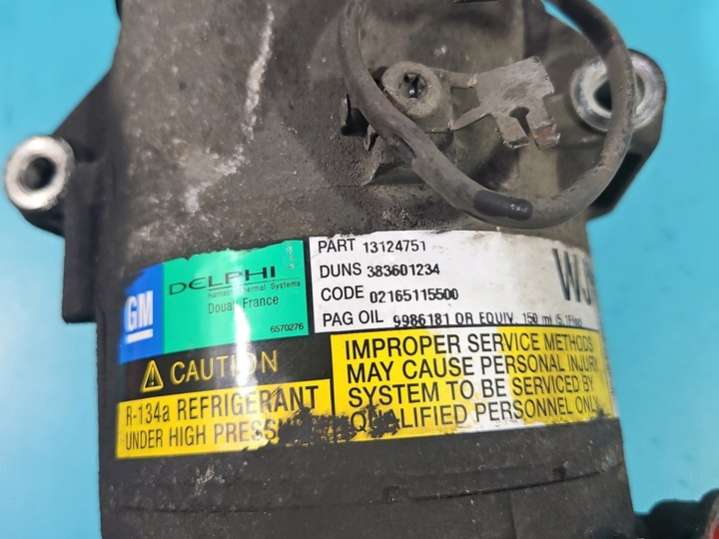 GM
DELPHI
Thermal Systems
Douai France
6570276
PART 13124751
DUNS 383601234
CODE 02165115500
PAG OIL 9986181 OR EQUIV. 150 ml (5.1Floz)
WJ
CAUTION
R-134a REFRIGERANT
UNDER HIGH
IMPROPER SERVICE METHODS
MAY CAUSE PERSONAL INJURY
SYSTEM TO BE SERVICED BY
QUALIFIED PERSONNEL ONLY